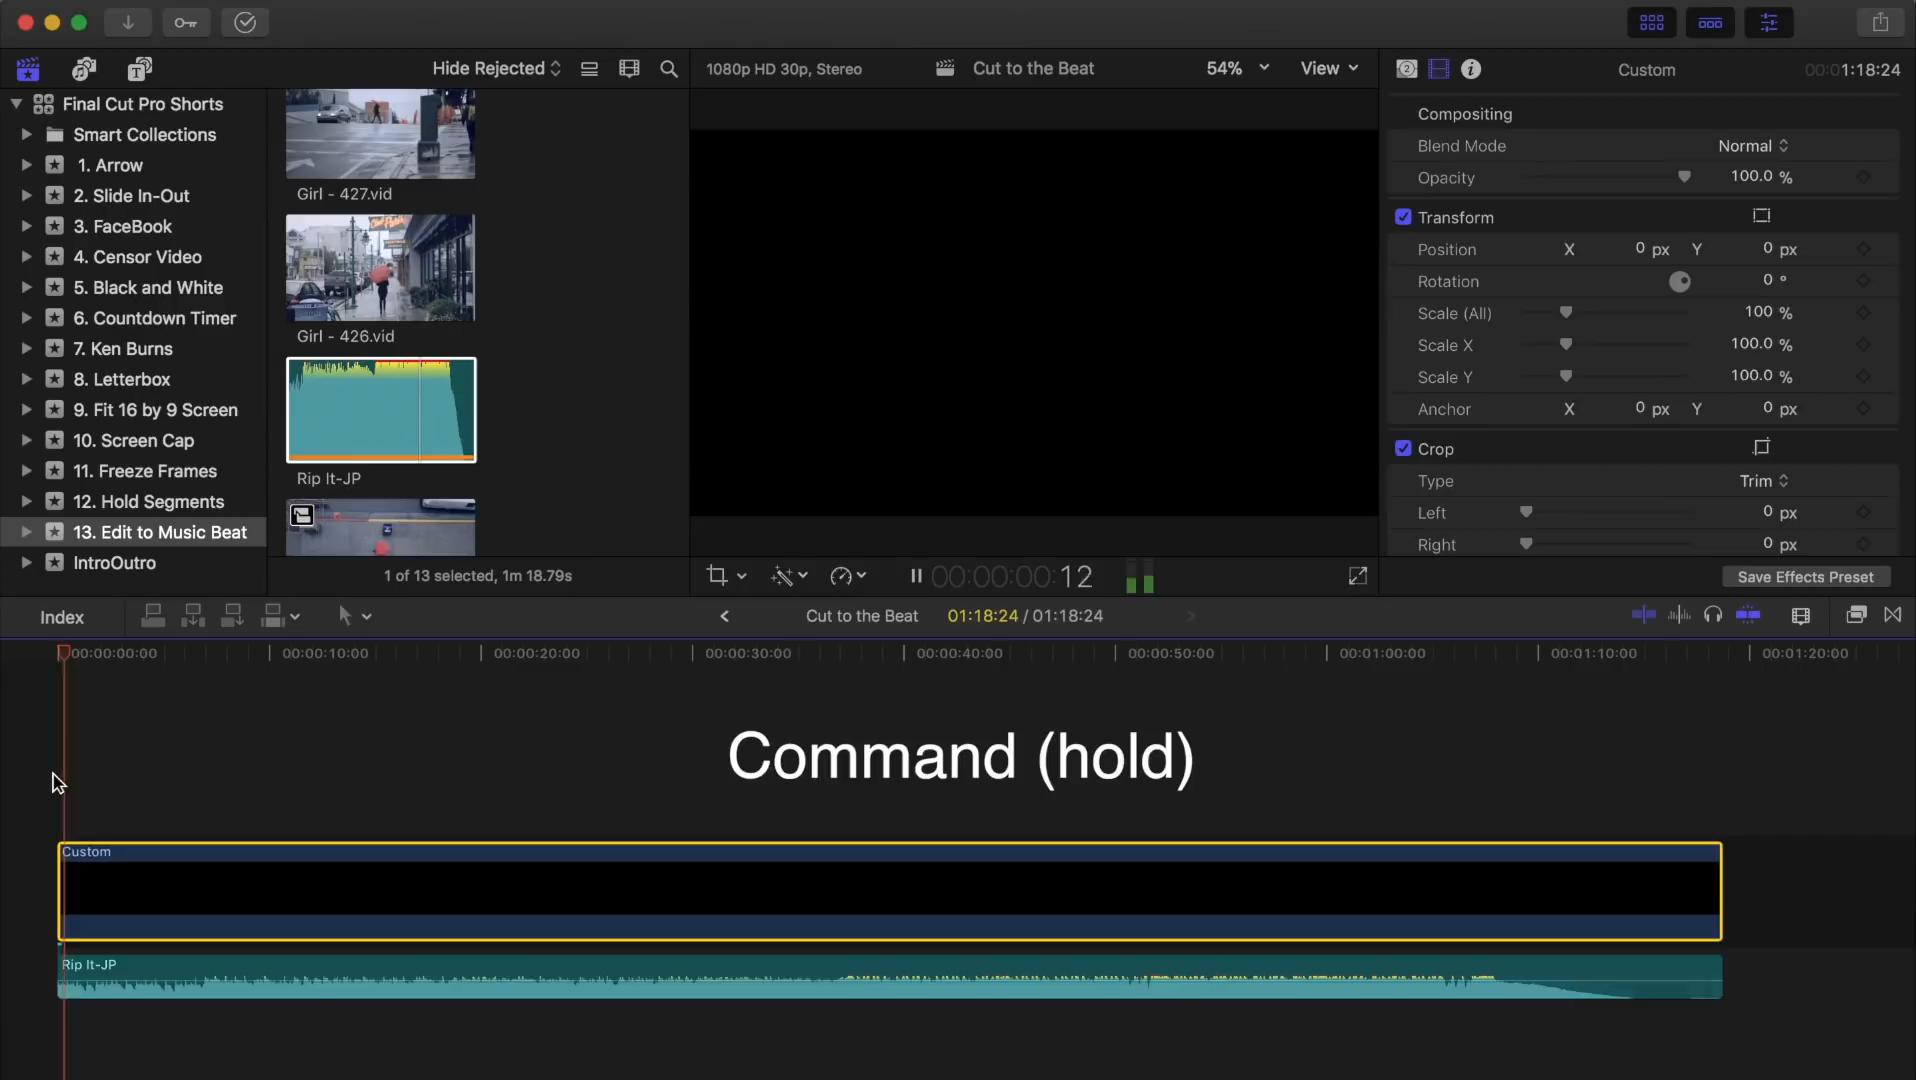 Hide Rejected
1080p HD 30p, Stereo
Cut to the Beat
54%
View
Custom
00:00:01:18:24
Final Cut Pro Shorts
Smart Collections
1. Arrow
2. Slide In-Out
3. FaceBook
4. Censor Video
5. Black and White
6. Countdown Timer
7. Ken Burns
8. Letterbox
9. Fit 16 by 9 Screen
10. Screen Cap
11. Freeze Frames
12. Hold Segments
13. Edit to Music Beat
IntroOutro
Girl - 427.vid
Girl - 426.vid
Rip It-JP
1 of 13 selected, 1m 18.79s
00:00:00:12
Compositing
Blend Mode Normal
Opacity 100.0 %
Transform
Position X 0 px Y 0 px
Rotation 0 °
Scale (All) 100 %
Scale X 100.0 %
Scale Y 100.0 %
Anchor X 0 px Y 0 px
Crop
Type Trim
Left 0 px
Right 0 px
Save Effects Preset
Index
Cut to the Beat
01:18:24 / 01:18:24
00:00:00:00
00:00:10:00
00:00:20:00
00:00:30:00
00:00:40:00
00:00:50:00
00:01:00:00
00:01:10:00
00:01:20:00
Command (hold)
Custom
Rip It-JP